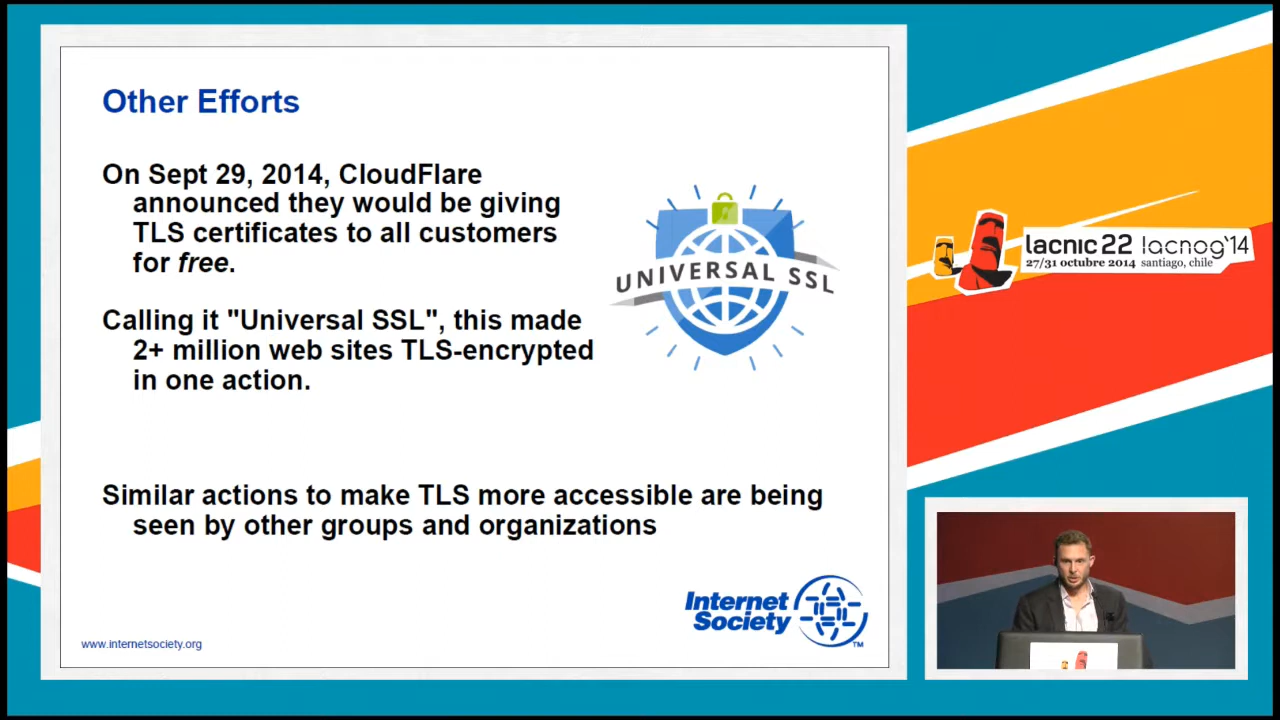 Other Efforts
On Sept 29, 2014, CloudFlare
announced they would be giving
TLS certificates to all customers
for free.
Calling it "Universal SSL", this made
2+ million web sites TLS-encrypted
in one action.
UNIVERSAL SSL
Similar actions to make TLS more accessible are being
seen by other groups and organizations
Internet
Society
TM
www.internetsociety.org
lacnic 22 lacnog'14
27/31 octubre 2014 santiago, chile